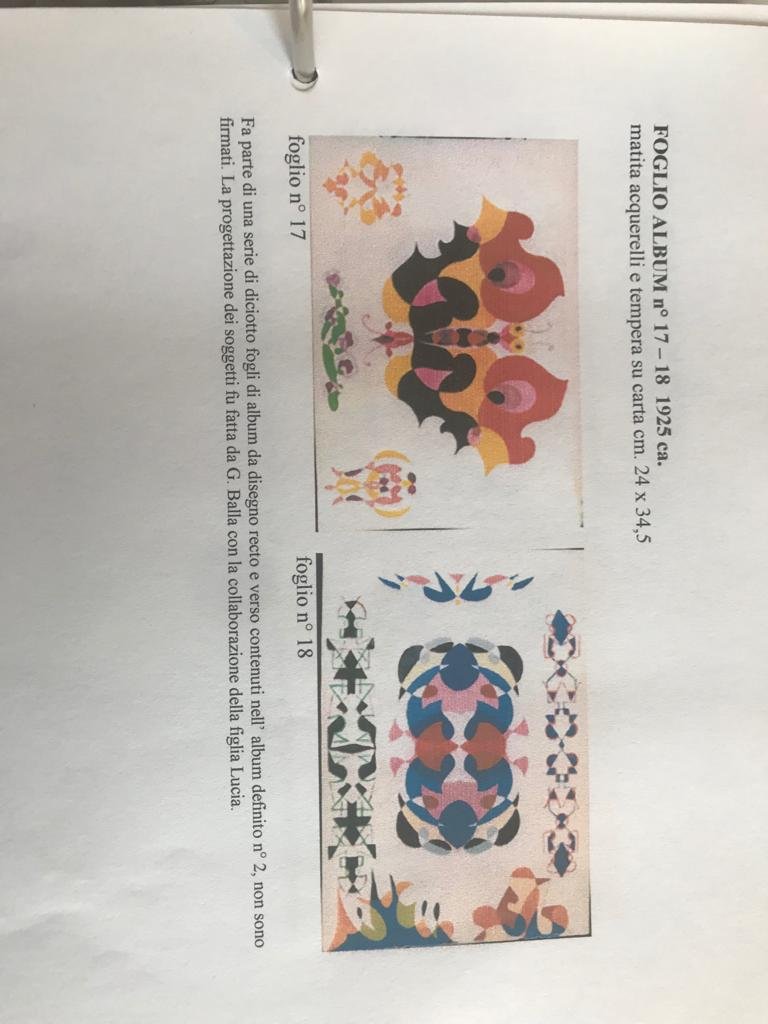 FOGLIO ALBUM n° 17 – 18 1925 ca.
matita acquerelli e tempera su carta cm. 24 x 34,5
foglio n° 17
foglio n° 18
Fa parte di una serie di diciotto fogli di album da disegno recto e verso contenuti nell' album definito n° 2, non sono
firmati. La progettazione dei soggetti fu fatta da G. Balla con la collaborazione della figlia Lucia.